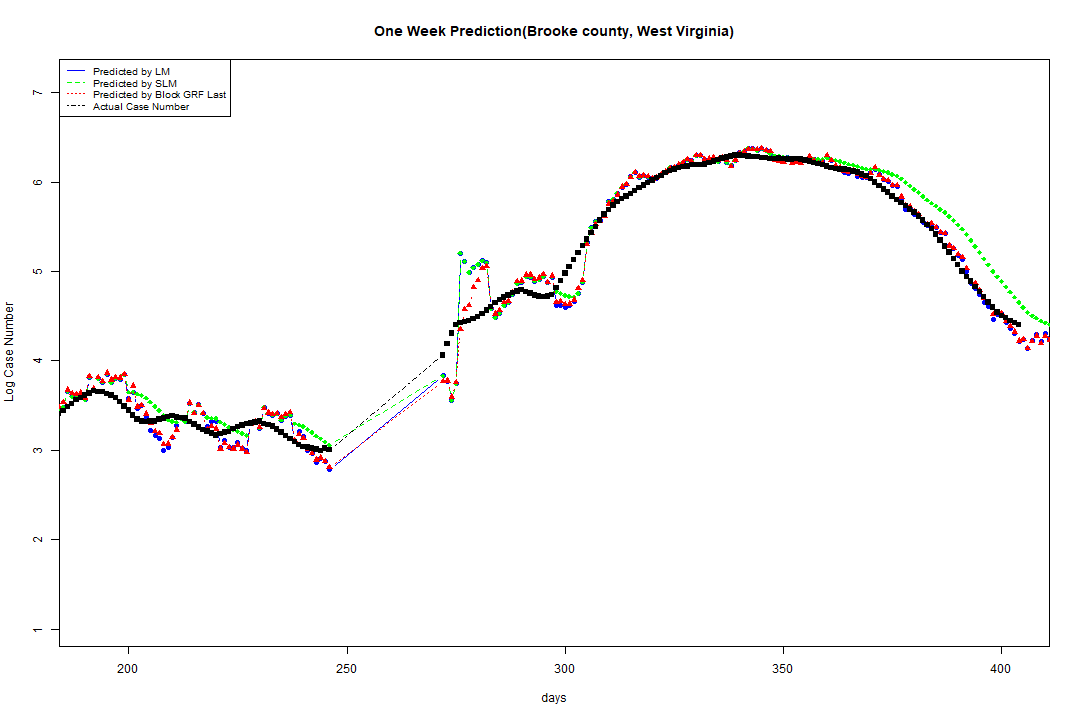 One Week Prediction(Brooke county, West Virginia)
Predicted by LM
Predicted by SLM
Predicted by Block GRF Last
Actual Case Number
7
6
5
4
3
2
1
Log Case Number
200 250 300 350 400
days